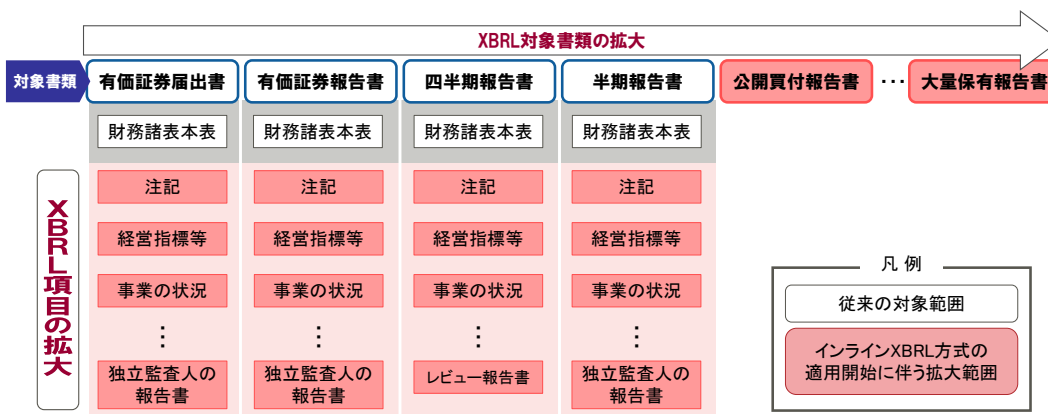 XBRL対象書類の拡大
対象書類
有価証券届出書
有価証券報告書
四半期報告書
半期報告書
公開買付報告書
･･･
大量保有報告書
財務諸表本表
財務諸表本表
財務諸表本表
財務諸表本表
XBRL項目の拡大
注記
注記
注記
注記
経営指標等
経営指標等
経営指標等
経営指標等
事業の状況
事業の状況
事業の状況
事業の状況
⋮
⋮
⋮
⋮
独立監査人の
報告書
独立監査人の
報告書
レビュー報告書
独立監査人の
報告書
凡 例
従来の対象範囲
インラインXBRL方式の
適用開始に伴う拡大範囲